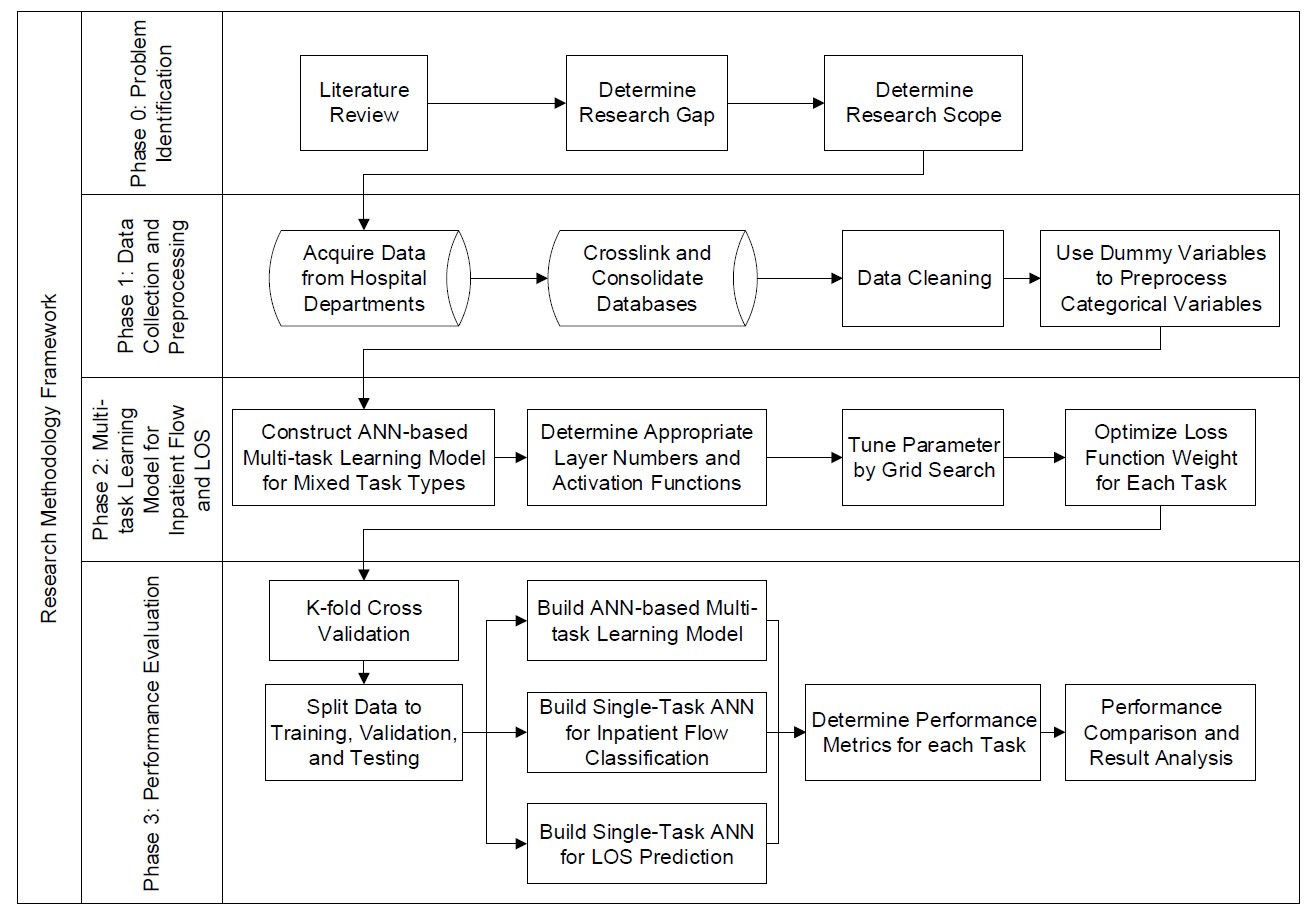 Research Methodology Framework
Phase 0: Problem
Identification
Literature
Review
Determine
Research Gap
Determine
Research Scope
Phase 1: Data
Collection and
Preprocessing
Acquire Data
from Hospital
Departments
Crosslink and
Consolidate
Databases
Data Cleaning
Use Dummy Variables
to Preprocess
Categorical Variables
Phase 2: Multi-
task Learning
Model for
Inpatient Flow
and LOS
Construct ANN-based
Multi-task Learning Model
for Mixed Task Types
Determine Appropriate
Layer Numbers and
Activation Functions
Tune Parameter
by Grid Search
Optimize Loss
Function Weight
for Each Task
Phase 3: Performance Evaluation
K-fold Cross
Validation
Split Data to
Training, Validation,
and Testing
Build ANN-based Multi-
task Learning Model
Build Single-Task ANN
for Inpatient Flow
Classification
Build Single-Task ANN
for LOS Prediction
Determine Performance
Metrics for each Task
Performance
Comparison and
Result Analysis